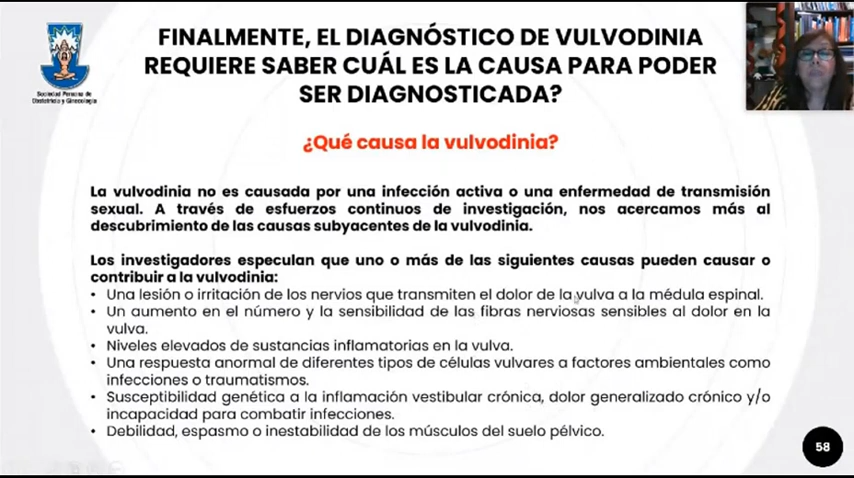 Sociedad Peruana de
Obstetricia y Ginecología
FINALMENTE, EL DIAGNÓSTICO DE VULVODINIA
REQUIERE SABER CUÁL ES LA CAUSA PARA PODER
SER DIAGNOSTICADA?
¿Qué causa la vulvodinia?
La vulvodinia no es causada por una infección activa o una enfermedad de transmisión
sexual. A través de esfuerzos continuos de investigación, nos acercamos más al
descubrimiento de las causas subyacentes de la vulvodinia.
Los investigadores especulan que uno o más de las siguientes causas pueden causar o
contribuir a la vulvodinia:
• Una lesión o irritación de los nervios que transmiten el dolor de la vulva a la médula espinal.
• Un aumento en el número y la sensibilidad de las fibras nerviosas sensibles al dolor en la
vulva.
• Niveles elevados de sustancias inflamatorias en la vulva.
• Una respuesta anormal de diferentes tipos de células vulvares a factores ambientales como
infecciones o traumatismos.
• Susceptibilidad genética a la inflamación vestibular crónica, dolor generalizado crónico y/o
incapacidad para combatir infecciones.
• Debilidad, espasmo o inestabilidad de los músculos del suelo pélvico.
58